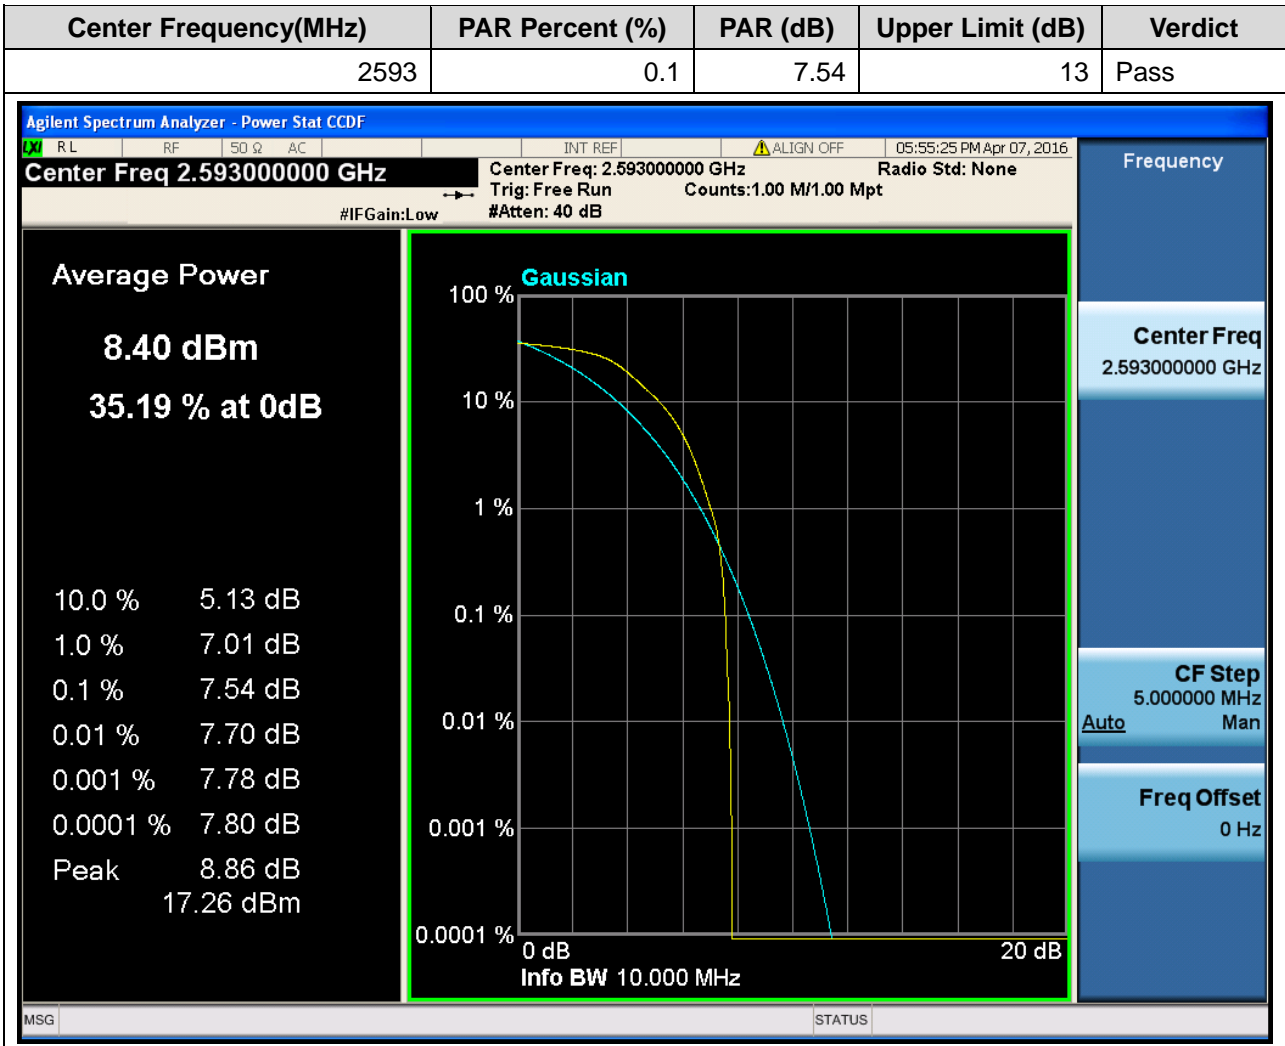 Center Frequency(MHz) PAR Percent (%) PAR (dB) Upper Limit (dB) Verdict
2593 0.1 7.54 13 Pass
Agilent Spectrum Analyzer - Power Stat CCDF
LXI RL RF 50 Ω AC INT REF ALIGN OFF 05:55:25 PM Apr 07, 2016
Center Freq 2.593000000 GHz
Center Freq: 2.593000000 GHz Radio Std: None
Trig: Free Run Counts:1.00 M/1.00 Mpt
#IFGain:Low #Atten: 40 dB
Average Power
8.40 dBm
35.19 % at 0dB
10.0 % 5.13 dB
1.0 % 7.01 dB
0.1 % 7.54 dB
0.01 % 7.70 dB
0.001 % 7.78 dB
0.0001 % 7.80 dB
Peak 8.86 dB
17.26 dBm
Gaussian
100 %
10 %
1 %
0.1 %
0.01 %
0.001 %
0.0001 %
0 dB 20 dB
Info BW 10.000 MHz
Frequency
Center Freq
2.593000000 GHz
CF Step
5.000000 MHz
Auto Man
Freq Offset
0 Hz
MSG STATUS